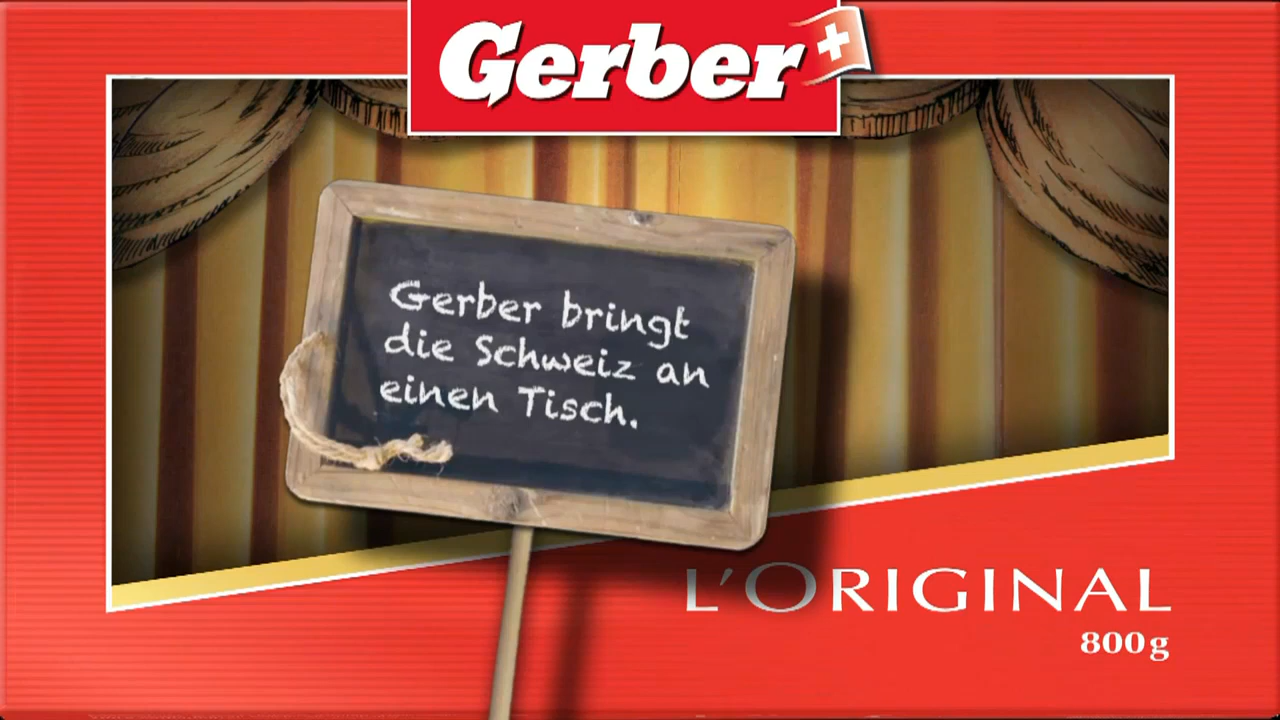 Gerber
Gerber bringt
die Schweiz an
einen Tisch.
L'ORIGINAL
800g